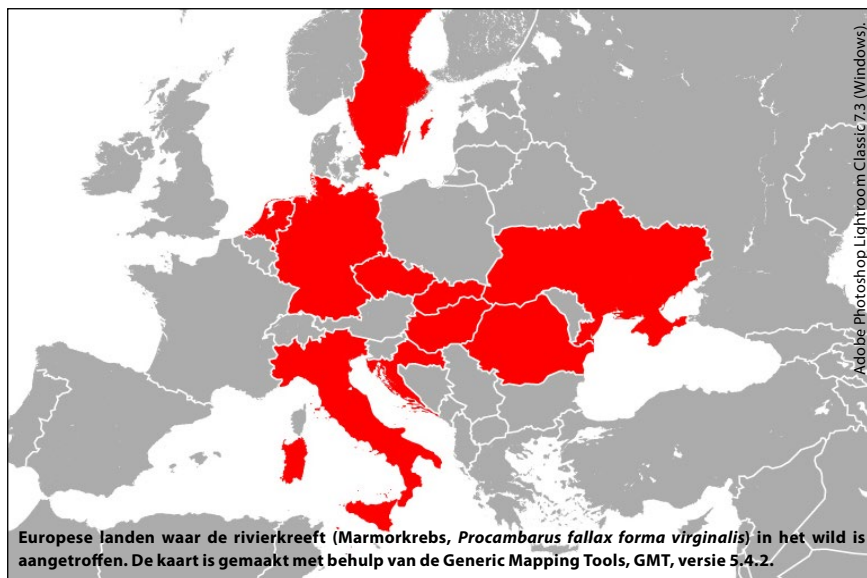 Europese landen waar de rivierkreeft (Marmorkrebs, Procambarus fallax forma virginalis) in het wild is
aangetroffen. De kaart is gemaakt met behulp van de Generic Mapping Tools, GMT, versie 5.4.2.
Adobe Photoshop Lightroom Classic 7.3 (Windows).